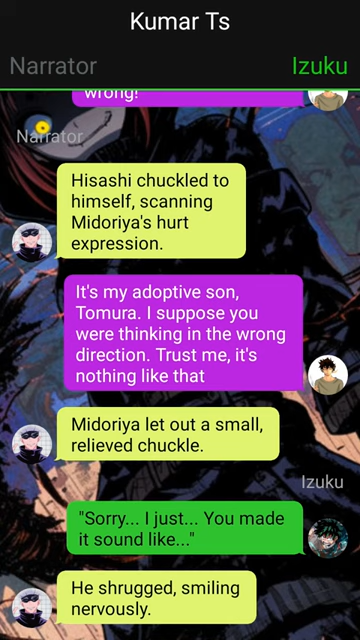 Kumar Ts
Narrator
Izuku
wrong!
Narrator
Hisashi chuckled to
himself, scanning
Midoriya's hurt
expression.
It's my adoptive son,
Tomura. I suppose you
were thinking in the wrong
direction. Trust me, it's
nothing like that
Midoriya let out a small,
relieved chuckle.
Izuku
"Sorry... I just... You made
it sound like..."
He shrugged, smiling
nervously.